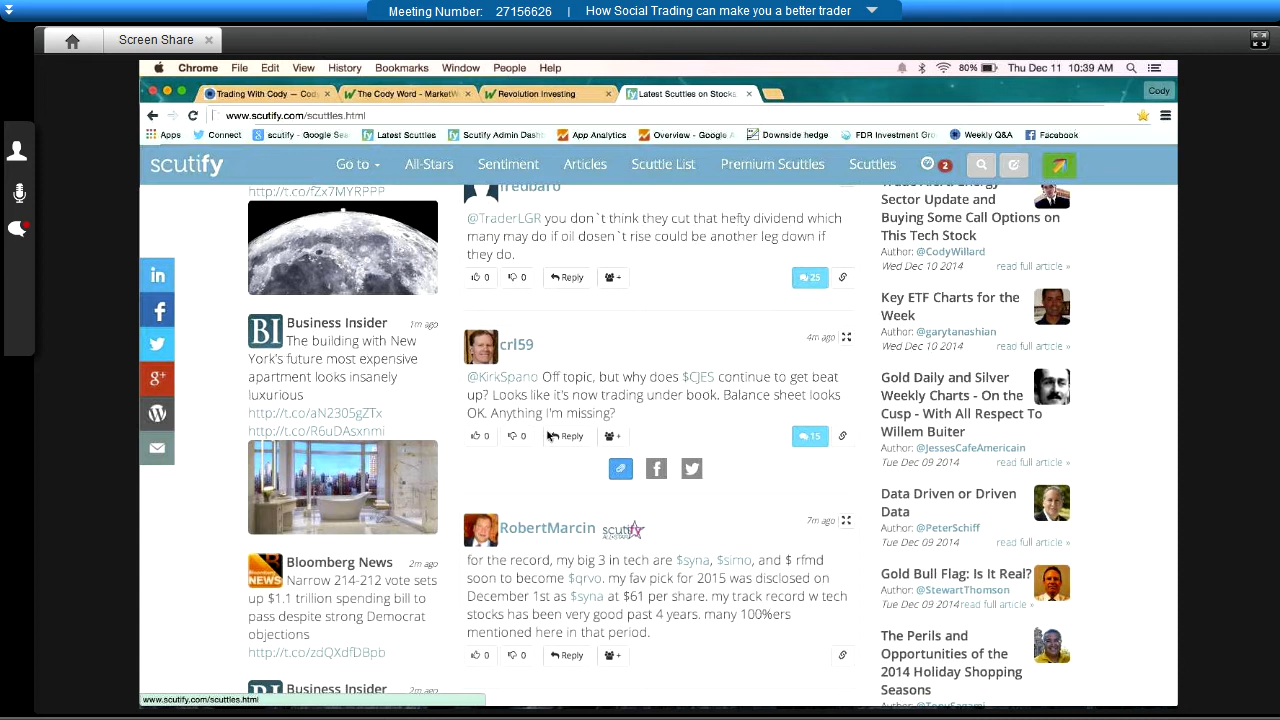 Meeting Number: 27156626 | How Social Trading can make you a better trader
Screen Share
Chrome File Edit View History Bookmarks Window People Help 80% Thu Dec 11 10:39 AM
Trading With Cody — Cod
The Cody Word - MarketW
Revolution Investing
Latest Scuttles on Stocks,
Cody
www.scutify.com/scuttles.html
Apps Connect scutify - Google Sea Latest Scuttles Scutify Admin Dash App Analytics Overview - Google A Downside hedge FDR Investment Gro Weekly Q&A Facebook
scutify Go to All-Stars Sentiment Articles Scuttle List Premium Scuttles Scuttles 2
http://t.co/fZx7MYRPPP
BI
Business Insider 1m ago
The building with New
York's future most expensive
apartment looks insanely
luxurious
http://t.co/aN2305gZTx
http://t.co/R6uDAsxnmi
NEWS
Bloomberg News 2m ago
Narrow 214-212 vote sets
up $1.1 trillion spending bill to
pass despite strong Democrat
objections
http://t.co/zdQXdfDBpb
Business Insider 2m ago
fredbaro
@TraderLGR you don`t think they cut that hefty dividend which
many may do if oil dosen`t rise could be another leg down if
they do.
0 0 Reply + 25
crl59 4m ago
@KirkSpano Off topic, but why does $CJES continue to get beat
up? Looks like it's now trading under book. Balance sheet looks
OK. Anything I'm missing?
0 0 Reply + 15
RobertMarcin scutify 7m ago
for the record, my big 3 in tech are $syna, $simo, and $ rfmd
soon to become $qrvo. my fav pick for 2015 was disclosed on
December 1st as $syna at $61 per share. my track record w tech
stocks has been very good past 4 years. many 100%ers
mentioned here in that period.
0 0 Reply +
Trade Alert: Energy
Sector Update and
Buying Some Call Options on
This Tech Stock
Author: @CodyWillard
Wed Dec 10 2014 read full article »
Key ETF Charts for the
Week
Author: @garytanashian
Wed Dec 10 2014 read full article »
Gold Daily and Silver
Weekly Charts - On the
Cusp - With All Respect To
Willem Buiter
Author: @JessesCafeAmericain
Tue Dec 09 2014 read full article »
Data Driven or Driven
Data
Author: @PeterSchiff
Tue Dec 09 2014 read full article »
Gold Bull Flag: Is It Real?
Author: @StewartThomson
Tue Dec 09 2014 read full article »
The Perils and
Opportunities of the
2014 Holiday Shopping
Seasons
www.scutify.com/scuttles.html